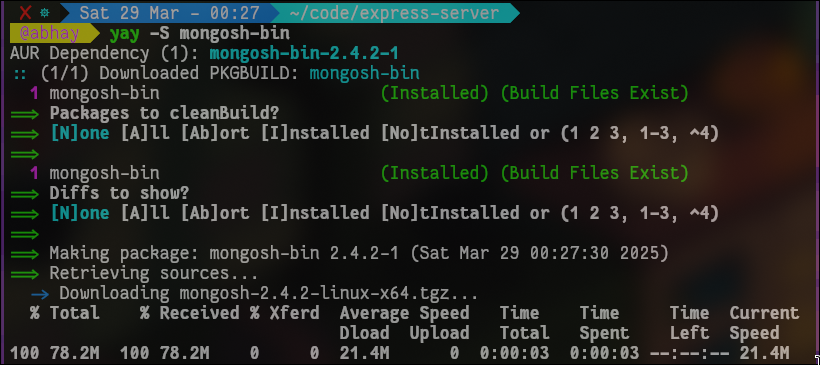 ✗ ⎈ Sat 29 Mar - 00:27 ~/code/express-server
@abhay yay -S mongosh-bin
AUR Dependency (1): mongosh-bin-2.4.2-1
:: (1/1) Downloaded PKGBUILD: mongosh-bin
1 mongosh-bin (Installed) (Build Files Exist)
==> Packages to cleanBuild?
==> [N]one [A]ll [Ab]ort [I]nstalled [No]tInstalled or (1 2 3, 1-3, ^4)
==>
1 mongosh-bin (Installed) (Build Files Exist)
==> Diffs to show?
==> [N]one [A]ll [Ab]ort [I]nstalled [No]tInstalled or (1 2 3, 1-3, ^4)
==>
==> Making package: mongosh-bin 2.4.2-1 (Sat Mar 29 00:27:30 2025)
==> Retrieving sources...
-> Downloading mongosh-2.4.2-linux-x64.tgz...
% Total % Received % Xferd Average Speed Time Time Time Current
Dload Upload Total Spent Left Speed
100 78.2M 100 78.2M 0 0 21.4M 0 0:00:03 0:00:03 --:--:-- 21.4M